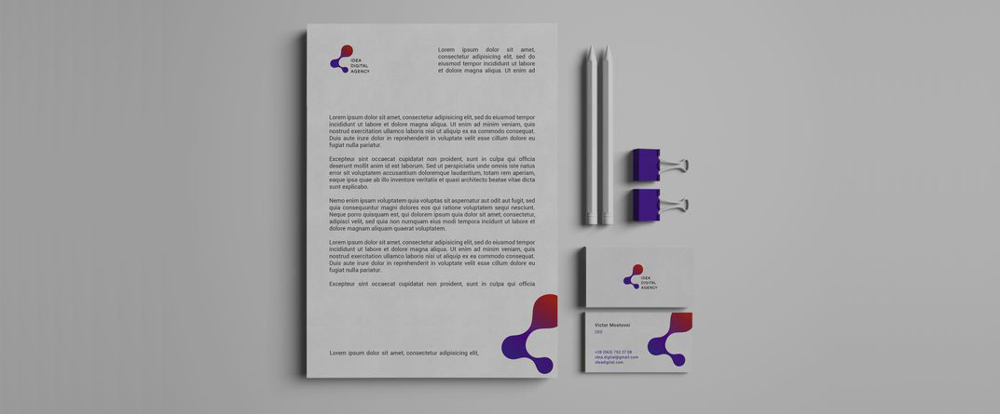 IDEA
DIGITAL
AGENCY
Lorem ipsum dolor sit amet,
consectetur adipisicing elit, sed do
eiusmod tempor incididunt ut labore
et dolore magna aliqua. Ut enim ad
Lorem ipsum dolor sit amet, consectetur adipisicing elit, sed do eiusmod tempor
incididunt ut labore et dolore magna aliqua. Ut enim ad minim veniam, quis
nostrud exercitation ullamco laboris nisi ut aliquip ex ea commodo consequat.
Duis aute irure dolor in reprehenderit in voluptate velit esse cillum dolore eu
fugiat nulla pariatur.
Excepteur sint occaecat cupidatat non proident, sunt in culpa qui officia
deserunt mollit anim id est laborum. Sed ut perspiciatis unde omnis iste natus
error sit voluptatem accusantium doloremque laudantium, totam rem aperiam,
eaque ipsa quae ab illo inventore veritatis et quasi architecto beatae vitae dicta
sunt explicabo.
Nemo enim ipsam voluptatem quia voluptas sit aspernatur aut odit aut fugit, sed
quia consequuntur magni dolores eos qui ratione voluptatem sequi nesciunt.
Neque porro quisquam est, qui dolorem ipsum quia dolor sit amet, consectetur,
adipisci velit, sed quia non numquam eius modi tempora incidunt ut labore et
dolore magnam aliquam quaerat voluptatem.
Lorem ipsum dolor sit amet, consectetur adipisicing elit, sed do eiusmod tempor
incididunt ut labore et dolore magna aliqua. Ut enim ad minim veniam, quis
nostrud exercitation ullamco laboris nisi ut aliquip ex ea commodo consequat.
Duis aute irure dolor in reprehenderit in voluptate velit esse cillum dolore eu
fugiat nulla pariatur.
Excepteur sint occaecat cupidatat non proident, sunt in culpa qui officia
Lorem ipsum dolor sit amet, consectetur adipisicing elit,
IDEA
DIGITAL
AGENCY
Victor Mostovoi
CEO
+38 (063) 733 27 08
idea.digital@gmail.com
ideadigital.com